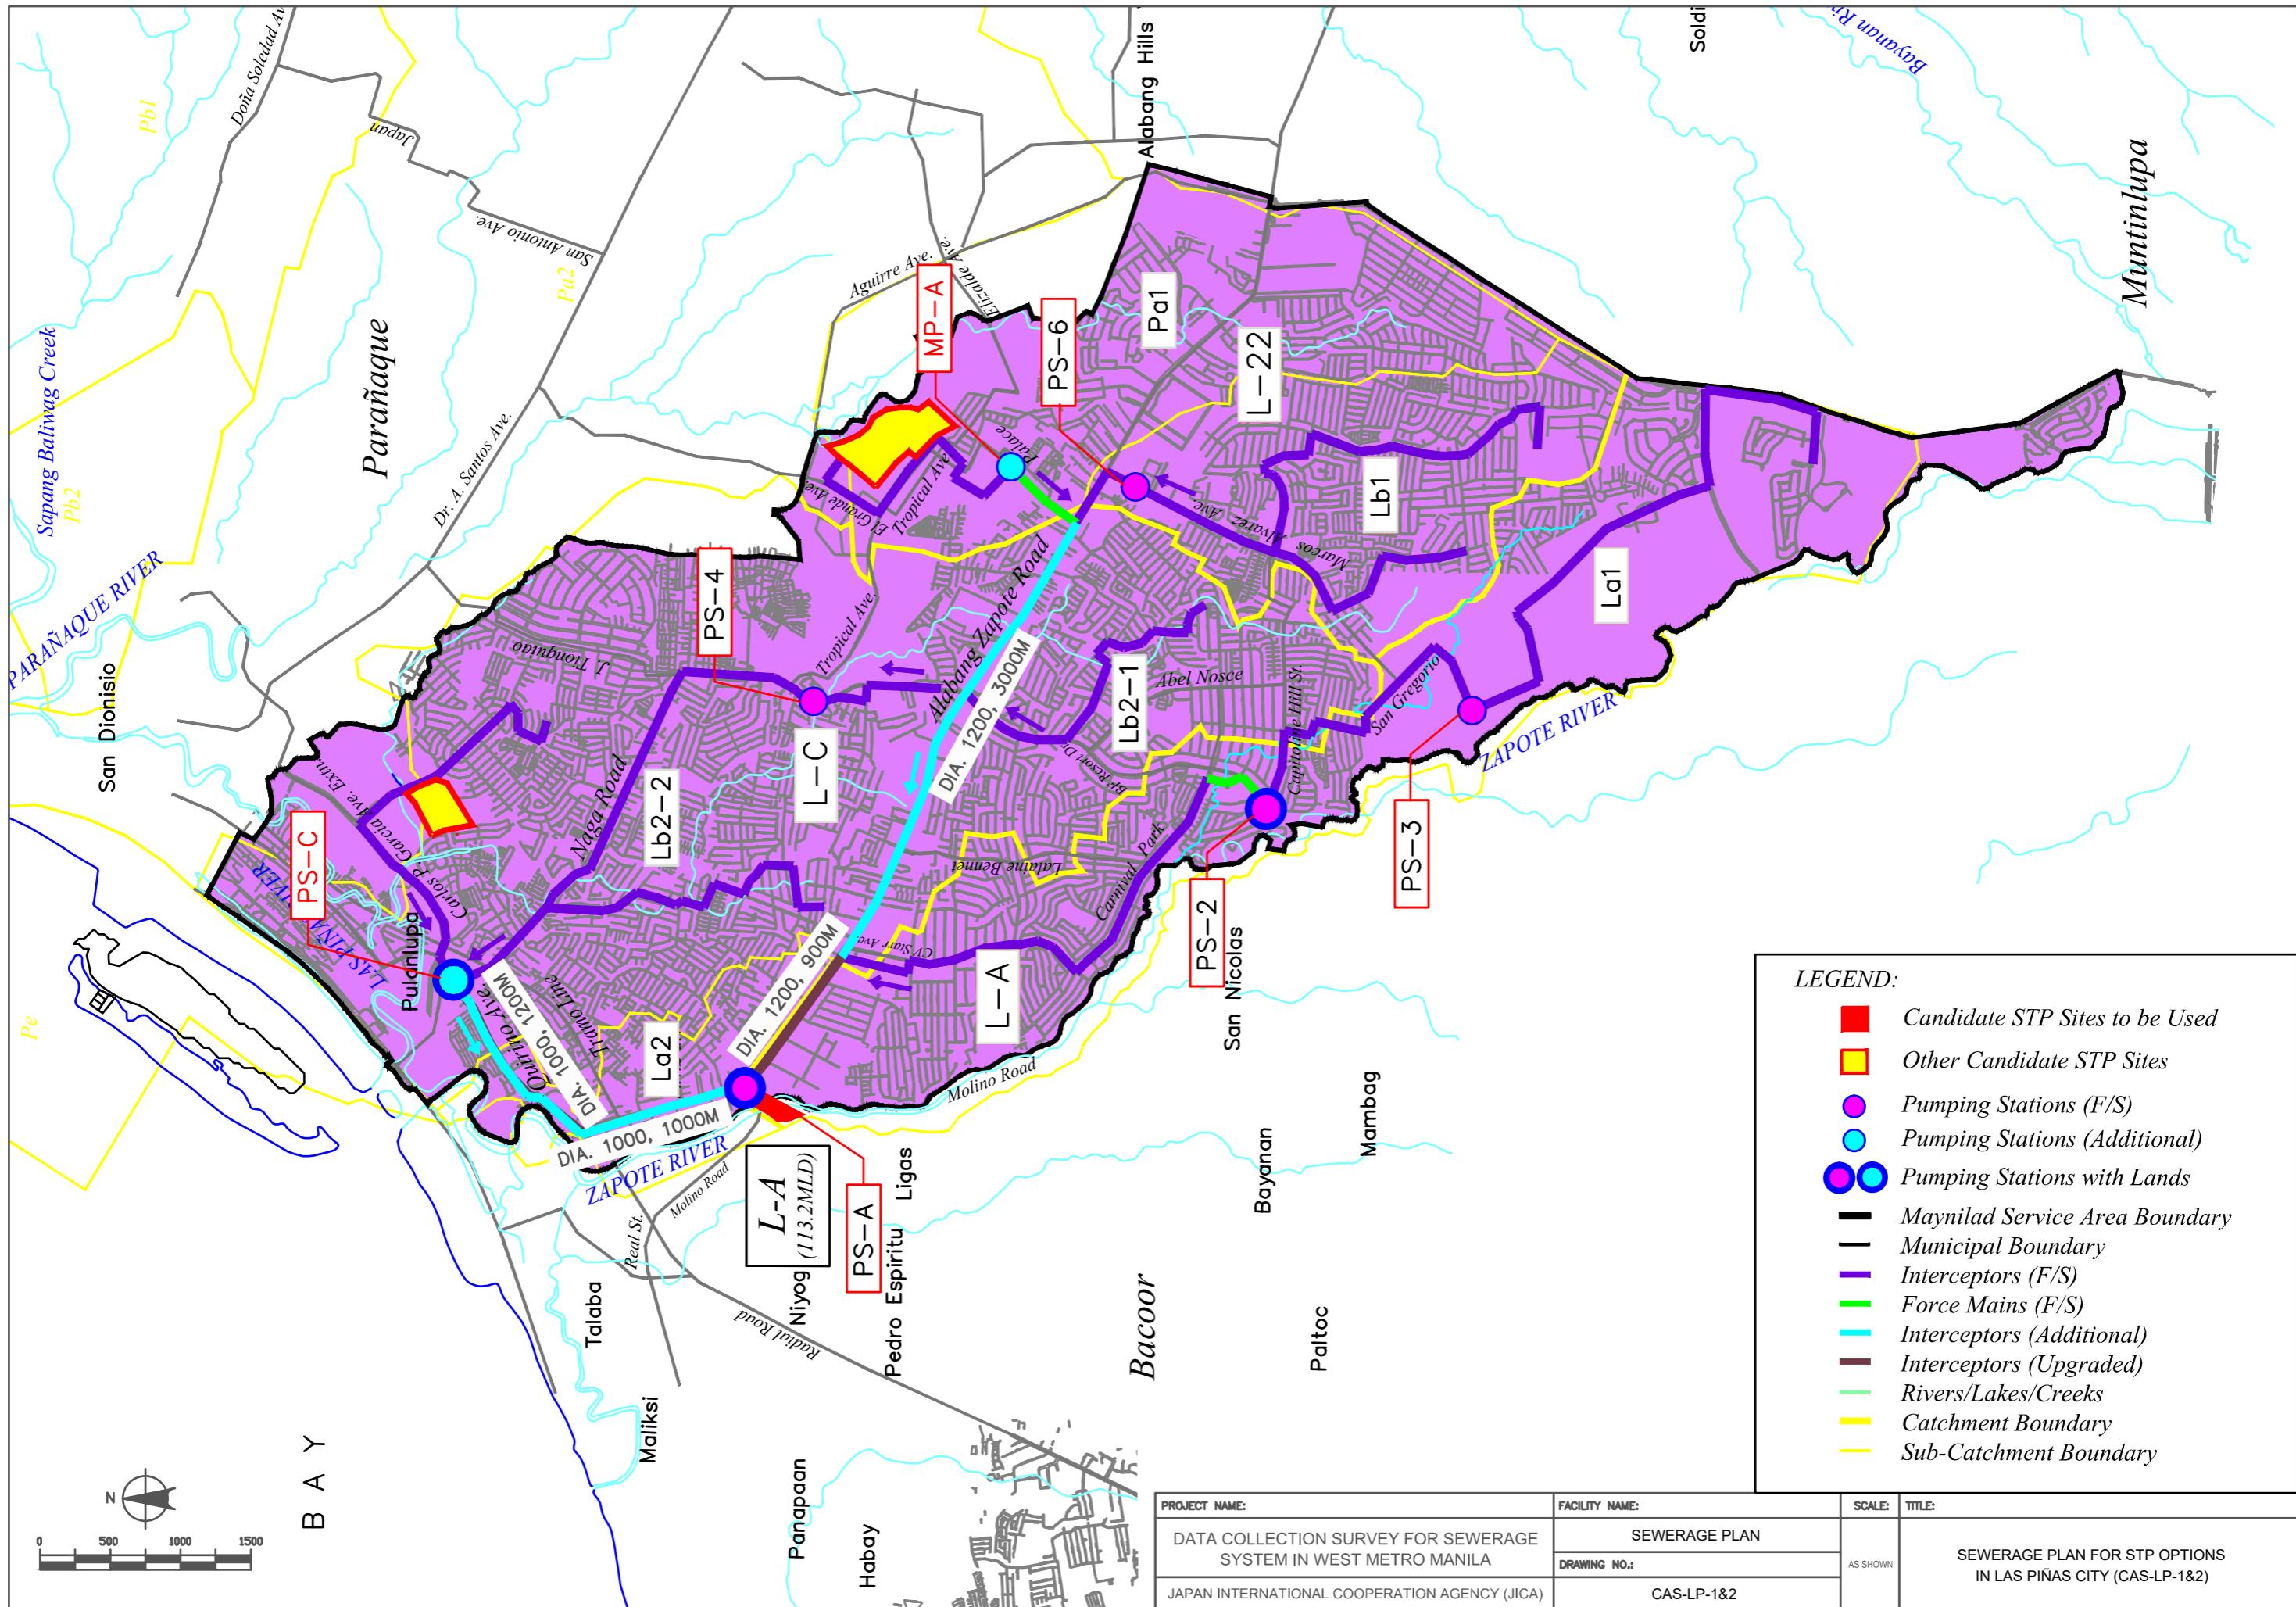 Alabang Hills
Soldi
Bayanan Ri
Doña Soledad Av
Pb1
Japan
San Antonio Ave.
Pa2
Muntinlupa
Aguirre Ave.
Elizalde Ave.
MP-A
PS-6
Pa1
L-22
Sapang Baliwag Creek
Pb2
Parañaque
Dr. A. Santos Ave.
Palace
Tropical Ave.
El Grande Ave.
Lb1
Marcos Alvarez Ave.
PARAÑAQUE RIVER
San Dionisio
PS-4
J. Tionquiao
Tropical Ave.
Alabang Zapote Road
DIA. 1200, 3000M
La1
Lb2-1
Abel Nosce
Capitoline Hill St.
San Gregorio
ZAPOTE RIVER
L-C
BF Resort Dr.
Naga Road
Lb2-2
Carlos P. Garcia Ave. Extn.
PS-C
LAS PIÑAS RIVER
Pulanlupa
Lalaine Bennet
Carnival Park
PS-3
PS-2
San Nicolas
CV Starr Ave.
DIA. 1200, 900M
L-A
Quirino Ave.
DIA. 1000, 1200M
Tramo Line
La2
Molino Road
DIA. 1000, 1000M
ZAPOTE RIVER
Pe
Molino Road
Real St.
L-A
(113.2MLD)
PS-A
Ligas
Niyog
Pedro Espiritu
Bayanan
Mambag
Talaba
Radial Road
Bacoor
Paltoc
Maliksi
Panapaan
Habay
BAY
N
0 500 1000 1500
LEGEND:
Candidate STP Sites to be Used
Other Candidate STP Sites
Pumping Stations (F/S)
Pumping Stations (Additional)
Pumping Stations with Lands
Maynilad Service Area Boundary
Municipal Boundary
Interceptors (F/S)
Force Mains (F/S)
Interceptors (Additional)
Interceptors (Upgraded)
Rivers/Lakes/Creeks
Catchment Boundary
Sub-Catchment Boundary
PROJECT NAME:
DATA COLLECTION SURVEY FOR SEWERAGE
SYSTEM IN WEST METRO MANILA
JAPAN INTERNATIONAL COOPERATION AGENCY (JICA)
FACILITY NAME:
SEWERAGE PLAN
DRAWING NO.:
CAS-LP-1&2
SCALE:
AS SHOWN
TITLE:
SEWERAGE PLAN FOR STP OPTIONS
IN LAS PIÑAS CITY (CAS-LP-1&2)